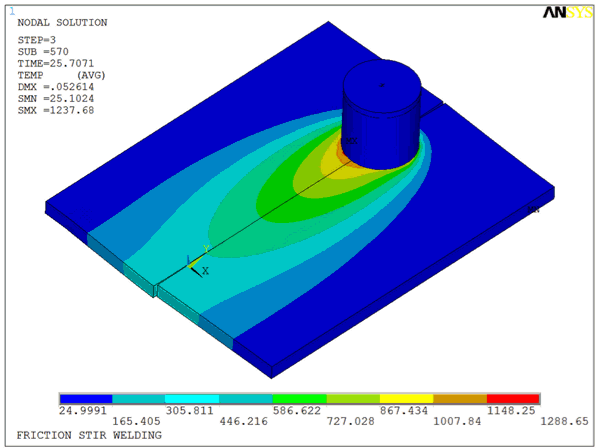 1
NODAL SOLUTION
ANSYS
STEP=3
SUB =570
TIME=25.7071
TEMP (AVG)
DMX =.052614
SMN =25.1024
SMX =1237.68
MX
MN
Y
X
24.9991 305.811 586.622 867.434 1148.25
165.405 446.216 727.028 1007.84 1288.65
FRICTION STIR WELDING